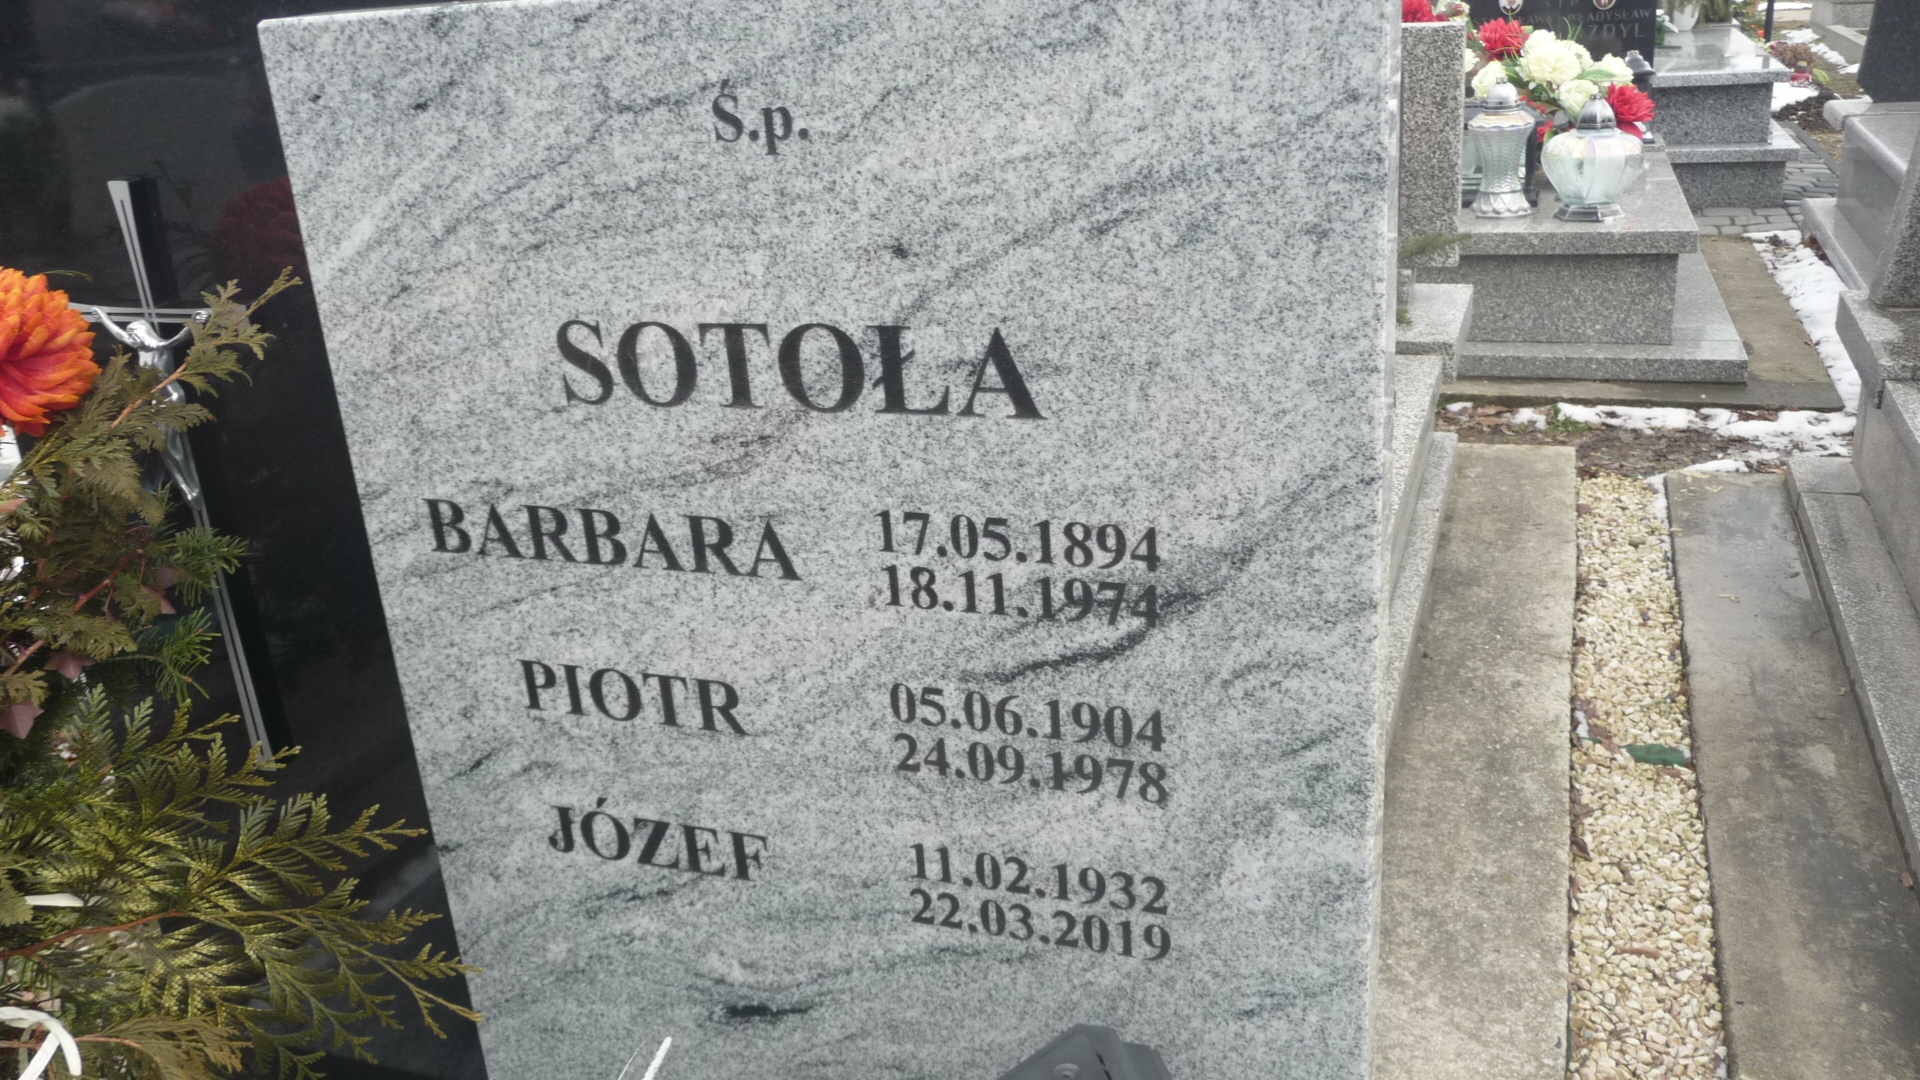 Ś.p.
SOTOŁA
BARBARA 17.05.1894
18.11.1974
PIOTR 05.06.1904
24.09.1978
JÓZEF 11.02.1932
22.03.2019
WŁADYSŁAW